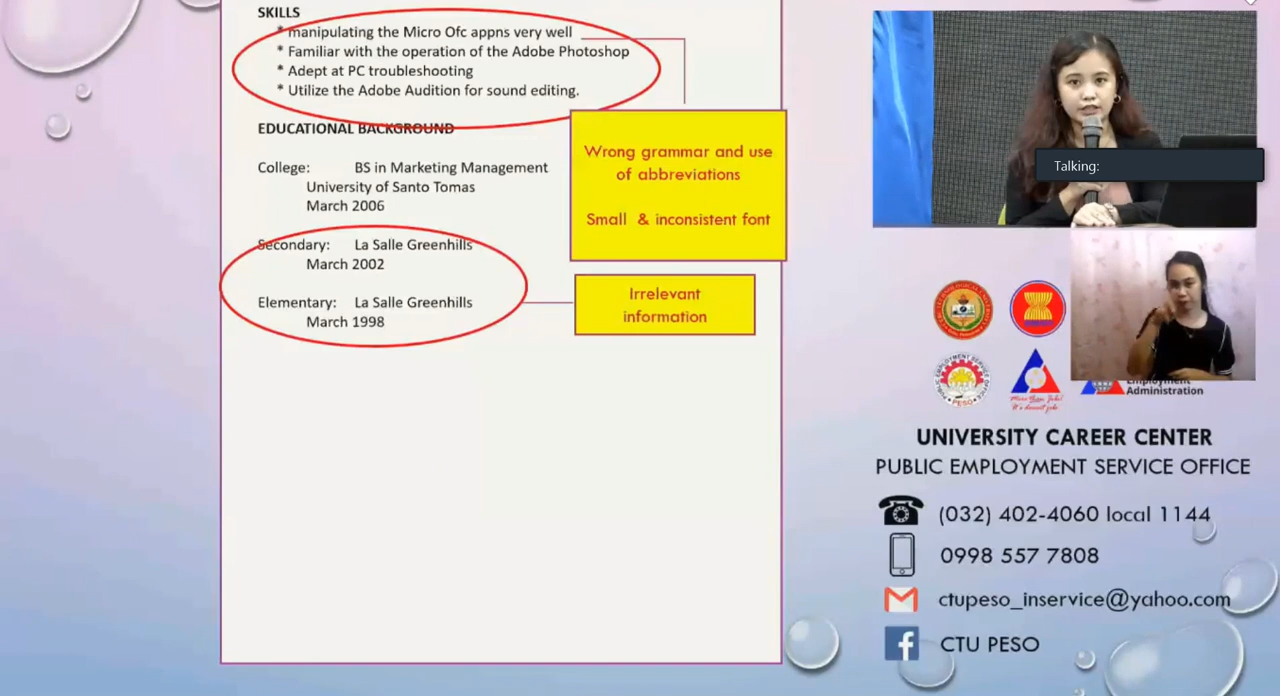 SKILLS
* manipulating the Micro Ofc appns very well
* Familiar with the operation of the Adobe Photoshop
* Adept at PC troubleshooting
* Utilize the Adobe Audition for sound editing.
EDUCATIONAL BACKGROUND
College: BS in Marketing Management
University of Santo Tomas
March 2006
Secondary: La Salle Greenhills
March 2002
Elementary: La Salle Greenhills
March 1998
Wrong grammar and use
of abbreviations
Small & inconsistent font
Irrelevant
information
Talking:
PESO
Employment
Administration
UNIVERSITY CAREER CENTER
PUBLIC EMPLOYMENT SERVICE OFFICE
(032) 402-4060 local 1144
0998 557 7808
ctupeso_inservice@yahoo.com
CTU PESO